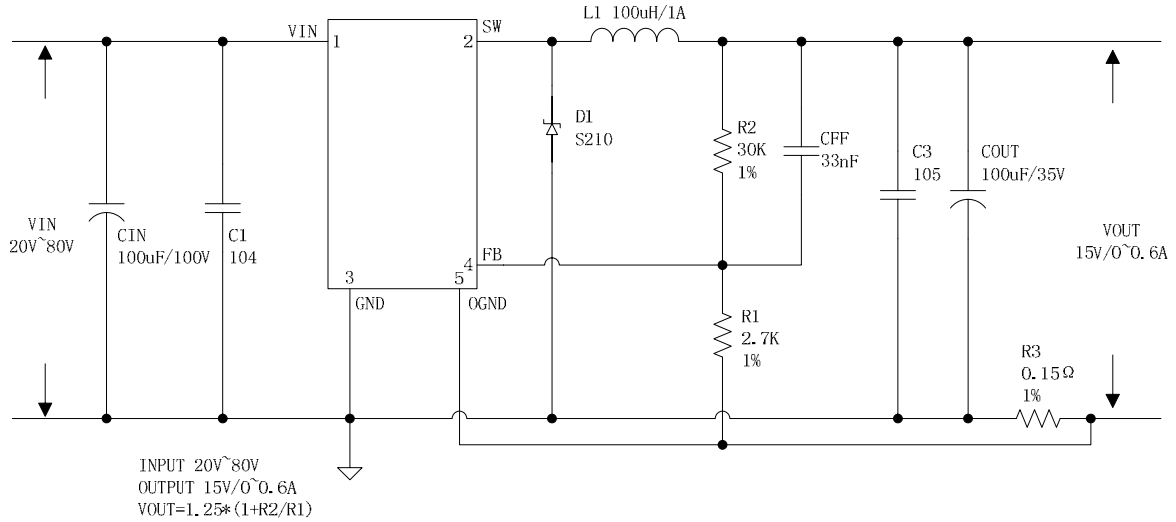 L1 100uH/1A
VIN
SW
1
2
D1
S210
R2
30K
1%
CFF
33nF
C3
105
COUT
100uF/35V
VIN
20V~80V
CIN
100uF/100V
C1
104
FB
4
3
5
GND
OGND
VOUT
15V/0~0.6A
R1
2.7K
1%
R3
0.15Ω
1%
INPUT 20V~80V
OUTPUT 15V/0~0.6A
VOUT=1.25*(1+R2/R1)